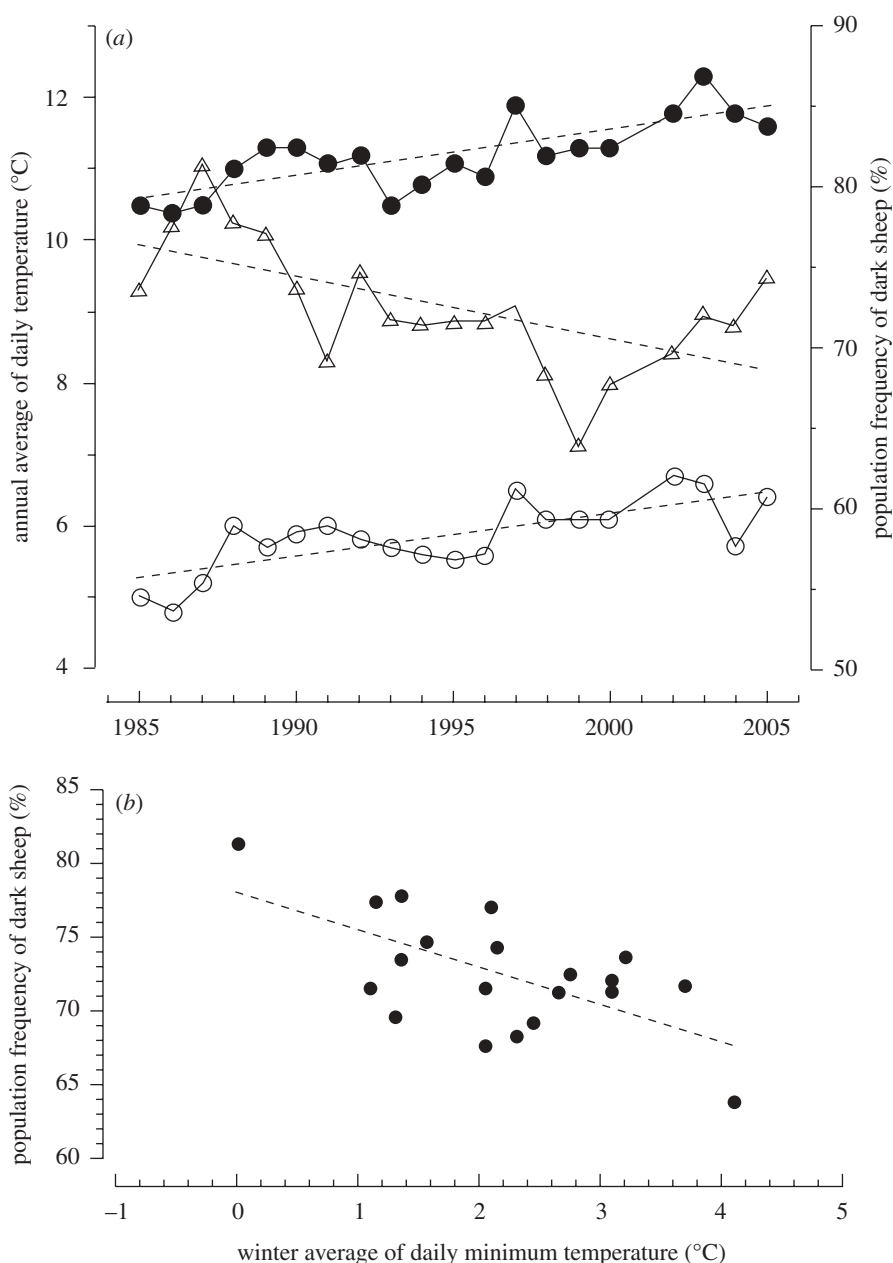 (a)
12
10
8
6
4
annual average of daily temperature (°C)
90
80
70
60
50
population frequency of dark sheep (%)
1985 1990 1995 2000 2005
(b)
85
80
75
70
65
60
population frequency of dark sheep (%)
–1 0 1 2 3 4 5
winter average of daily minimum temperature (°C)